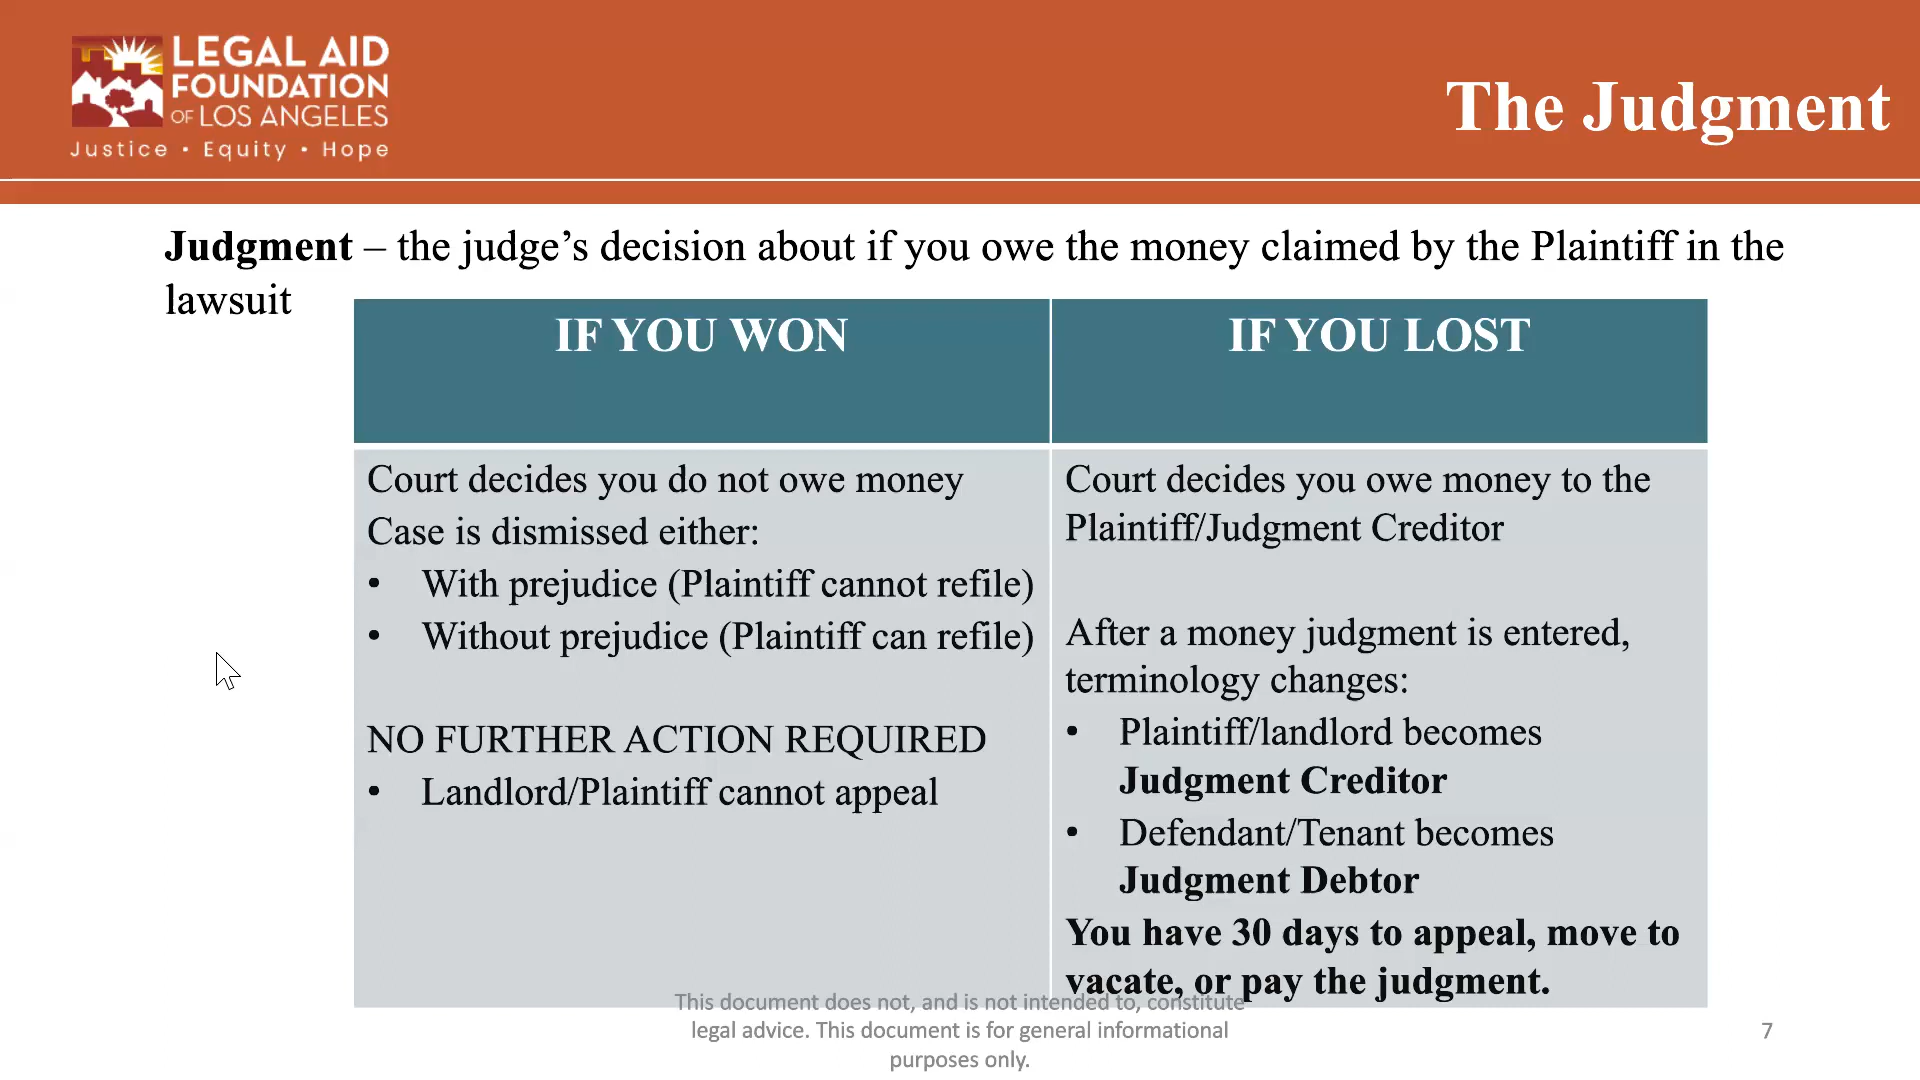 LEGAL AID
FOUNDATION
OF LOS ANGELES
Justice • Equity • Hope
The Judgment
Judgment – the judge’s decision about if you owe the money claimed by the Plaintiff in the
lawsuit
IF YOU WON
Court decides you do not owe money
Case is dismissed either:
• With prejudice (Plaintiff cannot refile)
• Without prejudice (Plaintiff can refile)
NO FURTHER ACTION REQUIRED
• Landlord/Plaintiff cannot appeal
IF YOU LOST
Court decides you owe money to the
Plaintiff/Judgment Creditor
After a money judgment is entered,
terminology changes:
• Plaintiff/landlord becomes
Judgment Creditor
• Defendant/Tenant becomes
Judgment Debtor
You have 30 days to appeal, move to
vacate, or pay the judgment.
This document does not, and is not intended to, constitute
legal advice. This document is for general informational
purposes only.
7